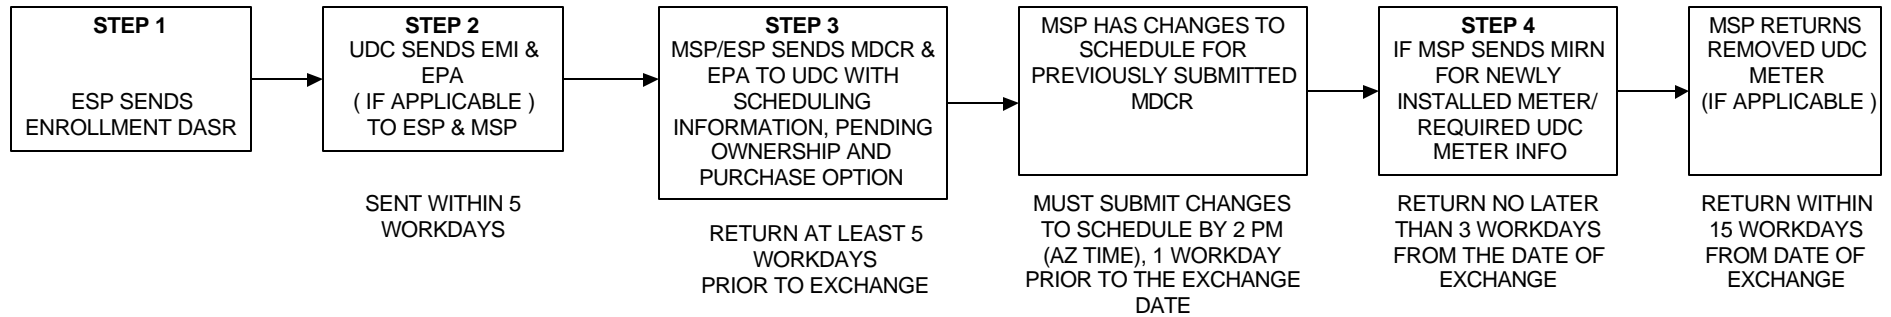 STEP 1
ESP SENDS
ENROLLMENT DASR
STEP 2
UDC SENDS EMI &
EPA
( IF APPLICABLE )
TO ESP & MSP
SENT WITHIN 5
WORKDAYS
STEP 3
MSP/ESP SENDS MDCR &
EPA TO UDC WITH
SCHEDULING
INFORMATION, PENDING
OWNERSHIP AND
PURCHASE OPTION
RETURN AT LEAST 5
WORKDAYS
PRIOR TO EXCHANGE
MSP HAS CHANGES TO
SCHEDULE FOR
PREVIOUSLY SUBMITTED
MDCR
MUST SUBMIT CHANGES
TO SCHEDULE BY 2 PM
(AZ TIME), 1 WORKDAY
PRIOR TO THE EXCHANGE
DATE
STEP 4
IF MSP SENDS MIRN
FOR NEWLY
INSTALLED METER/
REQUIRED UDC
METER INFO
RETURN NO LATER
THAN 3 WORKDAYS
FROM THE DATE OF
EXCHANGE
MSP RETURNS
REMOVED UDC
METER
(IF APPLICABLE )
RETURN WITHIN
15 WORKDAYS
FROM DATE OF
EXCHANGE